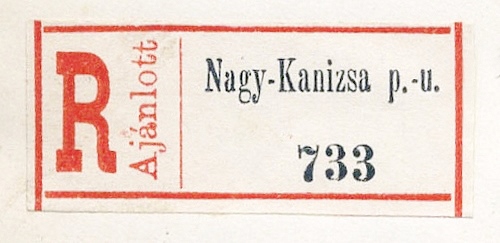 R
Ajánlott
Nagy-Kanizsa p.-u.
733